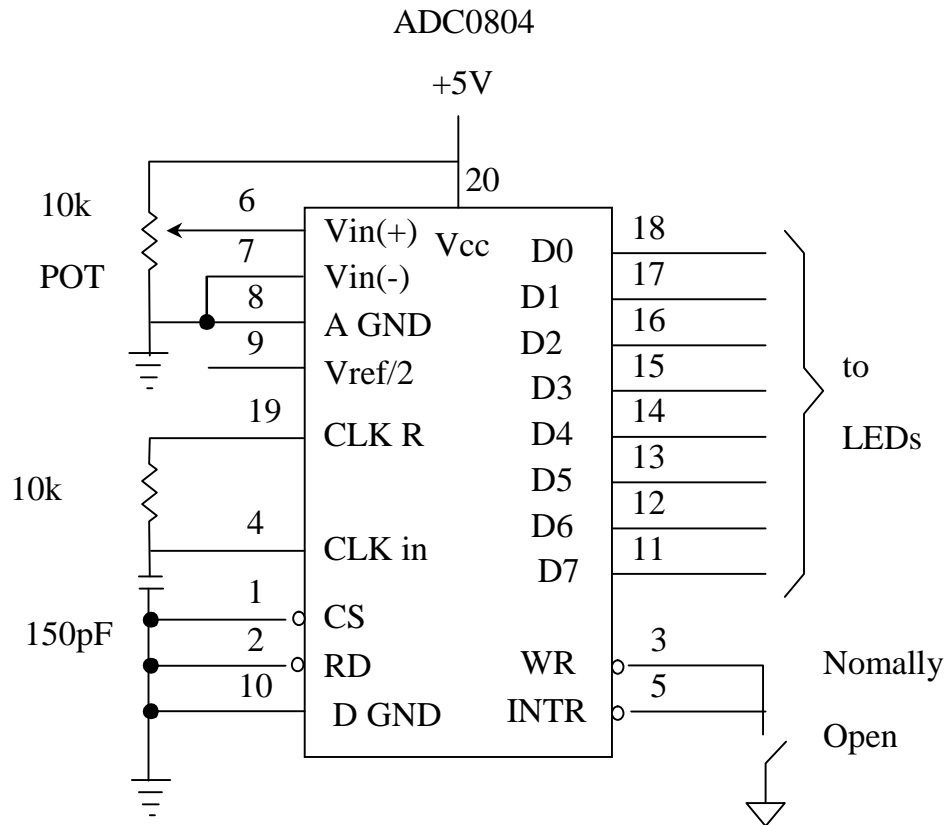 ADC0804
+5V
20
10k
POT
6
7
8
9
19
10k
4
1
150pF
2
10
Vin(+)
Vcc
Vin(-)
A GND
Vref/2
CLK R
CLK in
CS
RD
D GND
D0
D1
D2
D3
D4
D5
D6
D7
WR
INTR
18
17
16
15
14
13
12
11
3
5
to
LEDs
Nomally
Open